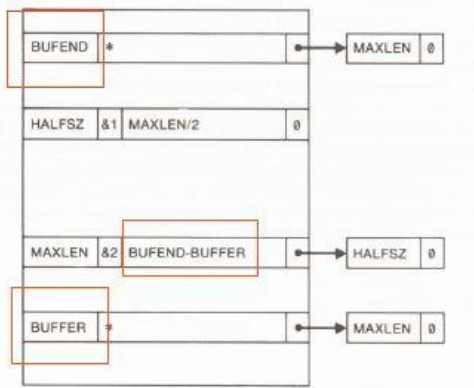 BUFEND * MAXLEN 0
HALFSZ &1 MAXLEN/2 0
MAXLEN &2 BUFEND-BUFFER HALFSZ 0
BUFFER * MAXLEN 0